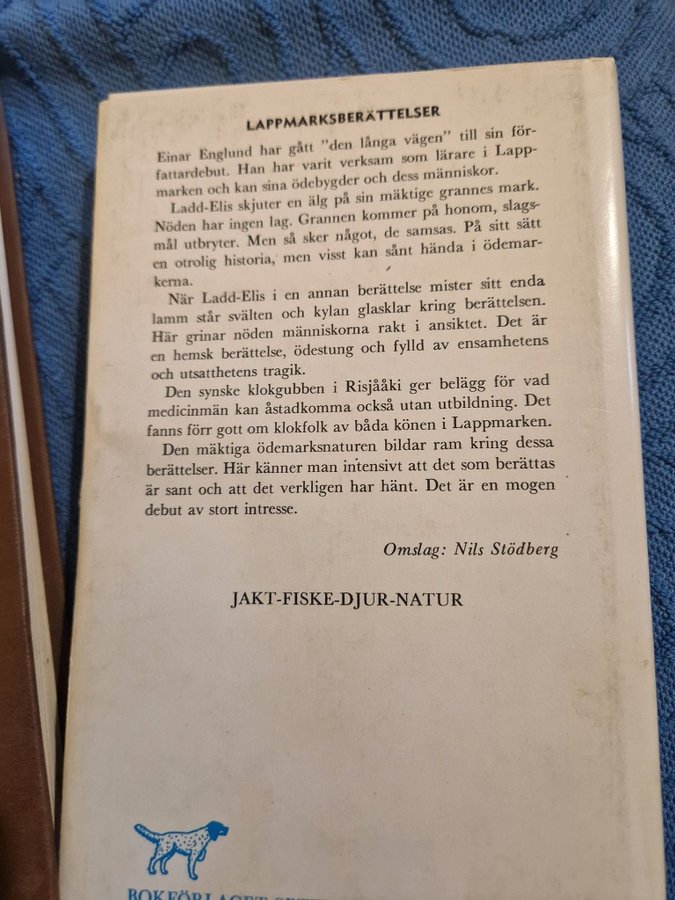 LAPPMARKSBERÄTTELSER
Einar Englund har gått ”den långa vägen” till sin för-
fattardebut. Han har varit verksam som lärare i Lapp-
marken och kan sina ödebygder och dess människor.
Ladd-Elis skjuter en älg på sin mäktige grannes mark.
Nöden har ingen lag. Grannen kommer på honom, slags-
mål utbryter. Men så sker något, de samsas. På sitt sätt
en otrolig historia, men visst kan sånt hända i ödemar-
kerna.
När Ladd-Elis i en annan berättelse mister sitt enda
lamm står svälten och kylan glasklar kring berättelsen.
Här grinar nöden människorna rakt i ansiktet. Det är
en hemsk berättelse, ödestung och fylld av ensamhetens
och utsatthetens tragik.
Den synske klokgubben i Risjååki ger belägg för vad
medicinmän kan åstadkomma också utan utbildning. Det
fanns förr gott om klokfolk av båda könen i Lappmarken.
Den mäktiga ödemarksnaturen bildar ram kring dessa
berättelser. Här känner man intensivt att det som berättas
är sant och att det verkligen har hänt. Det är en mogen
debut av stort intresse.
Omslag: Nils Stödberg
JAKT-FISKE-DJUR-NATUR
BOKFÖRLAGET